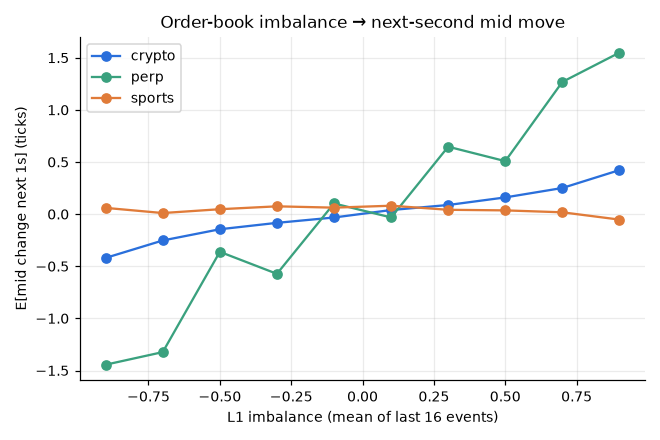 Order-book imbalance → next-second mid move
crypto
perp
sports
E[mid change next 1s] (ticks)
1.5
1.0
0.5
0.0
−0.5
−1.0
−1.5
−0.75 −0.50 −0.25 0.00 0.25 0.50 0.75
L1 imbalance (mean of last 16 events)